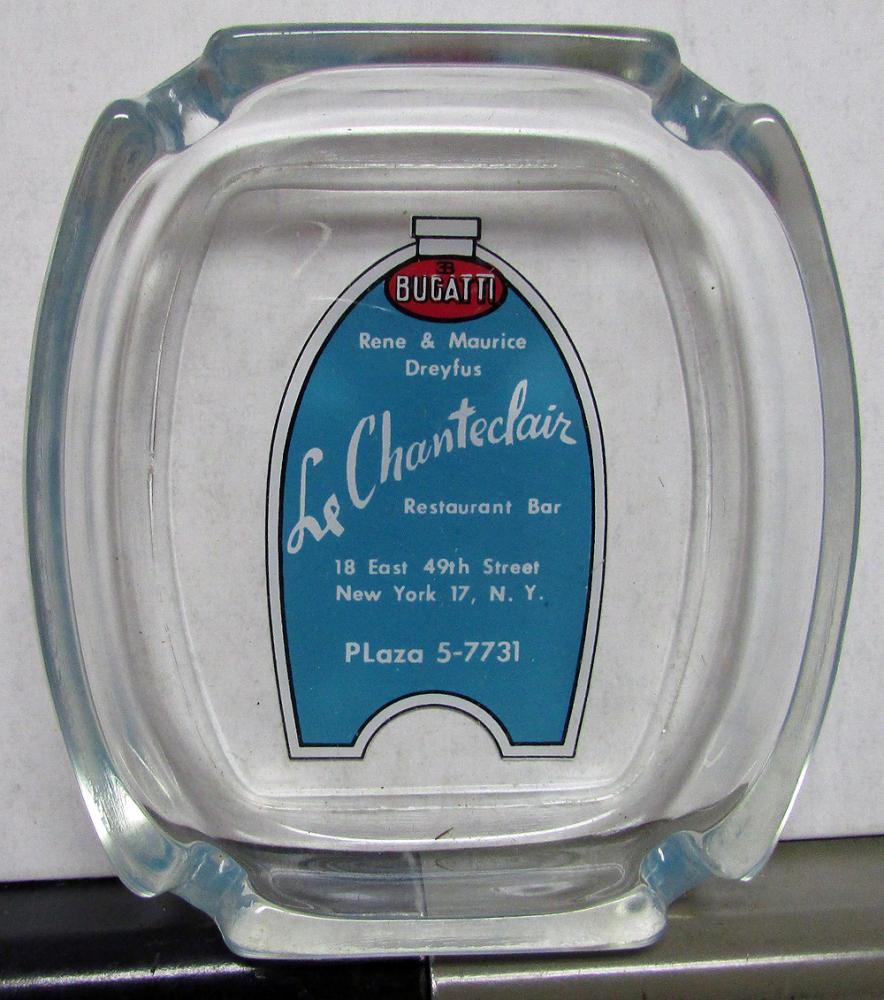 EB
BUGATTI
Rene & Maurice
Dreyfus
Le Chanteclair
Restaurant Bar
18 East 49th Street
New York 17, N. Y.
PLaza 5-7731